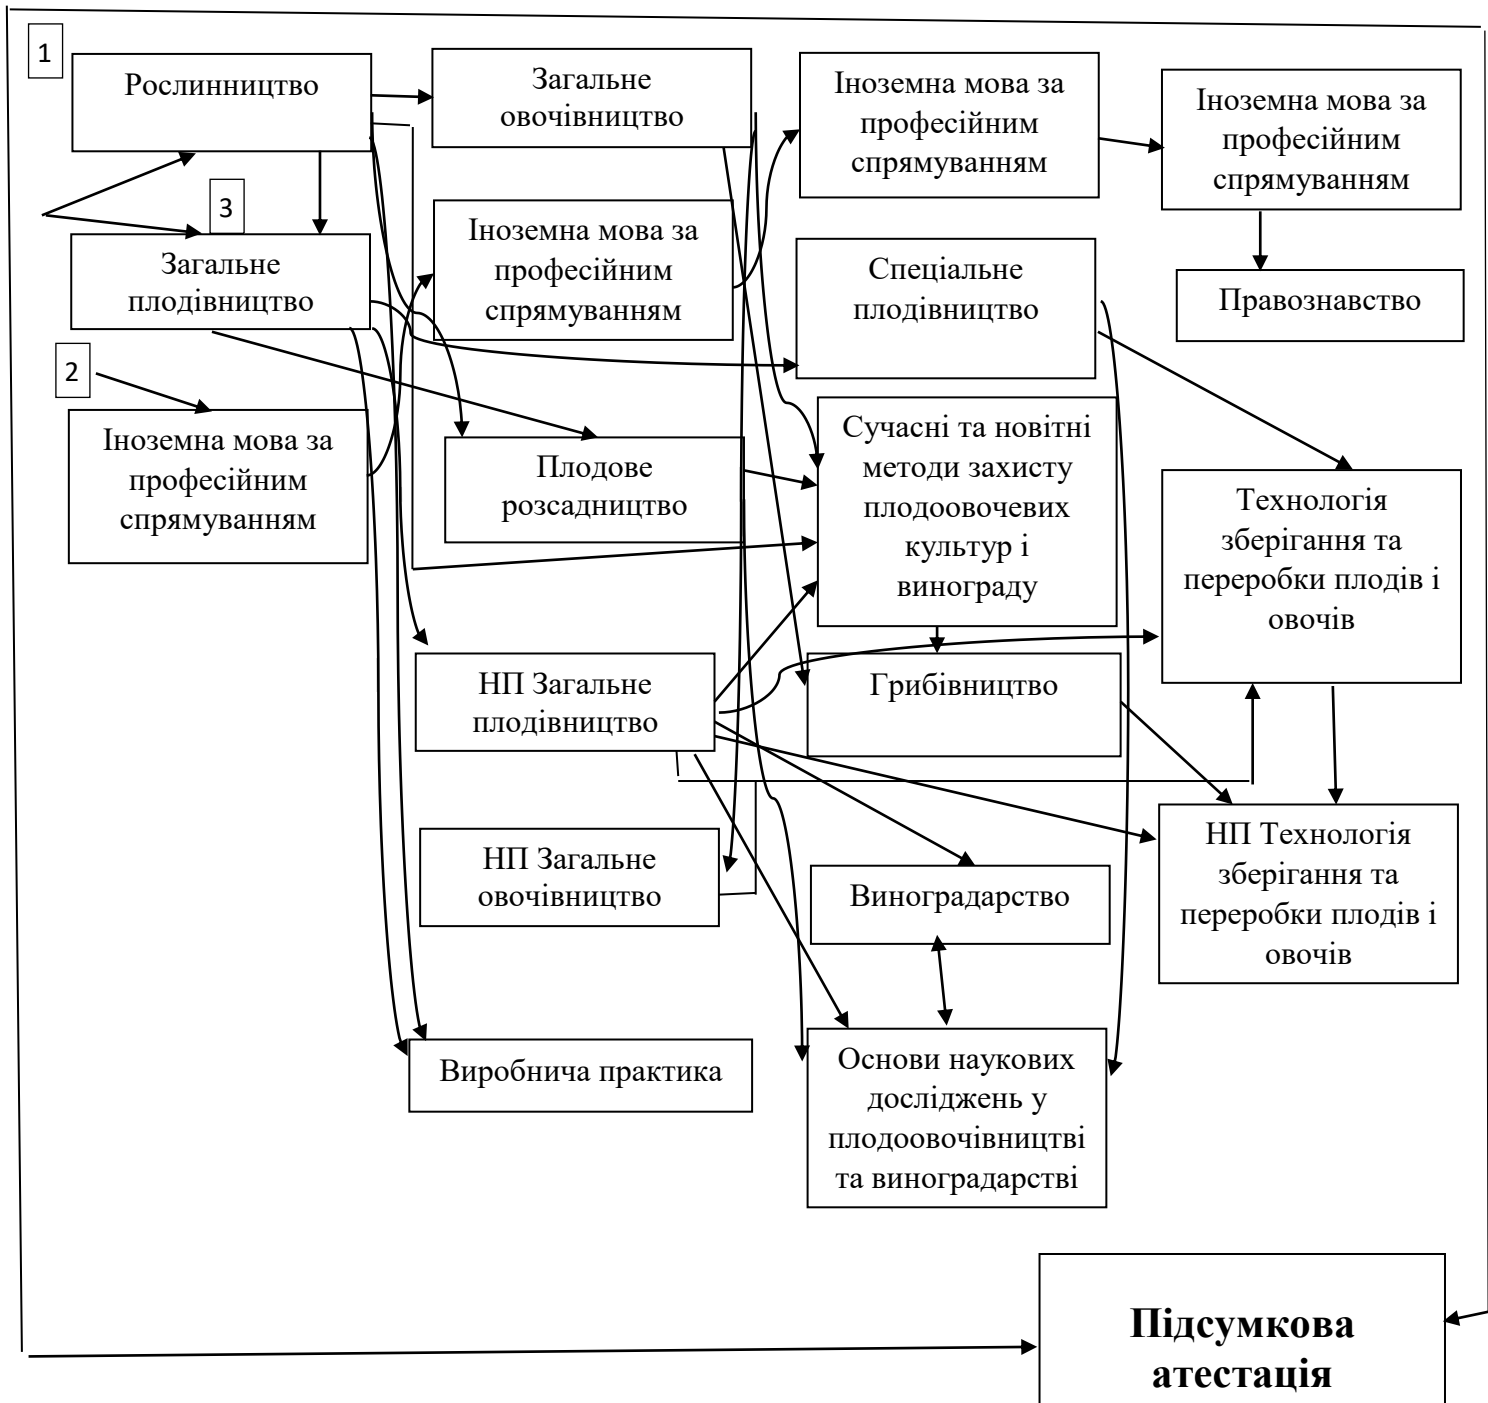 1
Рослинництво
Загальне
овочівництво
Іноземна мова за
професійним
спрямуванням
Іноземна мова за
професійним
спрямуванням
3
Загальне
плодівництво
Іноземна мова за
професійним
спрямуванням
Спеціальне
плодівництво
Правознавство
2
Іноземна мова за
професійним
спрямуванням
Плодове
розсадництво
Сучасні та новітні
методи захисту
плодоовочевих
культур і
винограду
Технологія
зберігання та
переробки плодів і
овочів
НП Загальне
плодівництво
Грибівництво
НП Загальне
овочівництво
Виноградарство
НП Технологія
зберігання та
переробки плодів і
овочів
Виробнича практика
Основи наукових
досліджень у
плодоовочівництві
та виноградарстві
Підсумкова
атестація